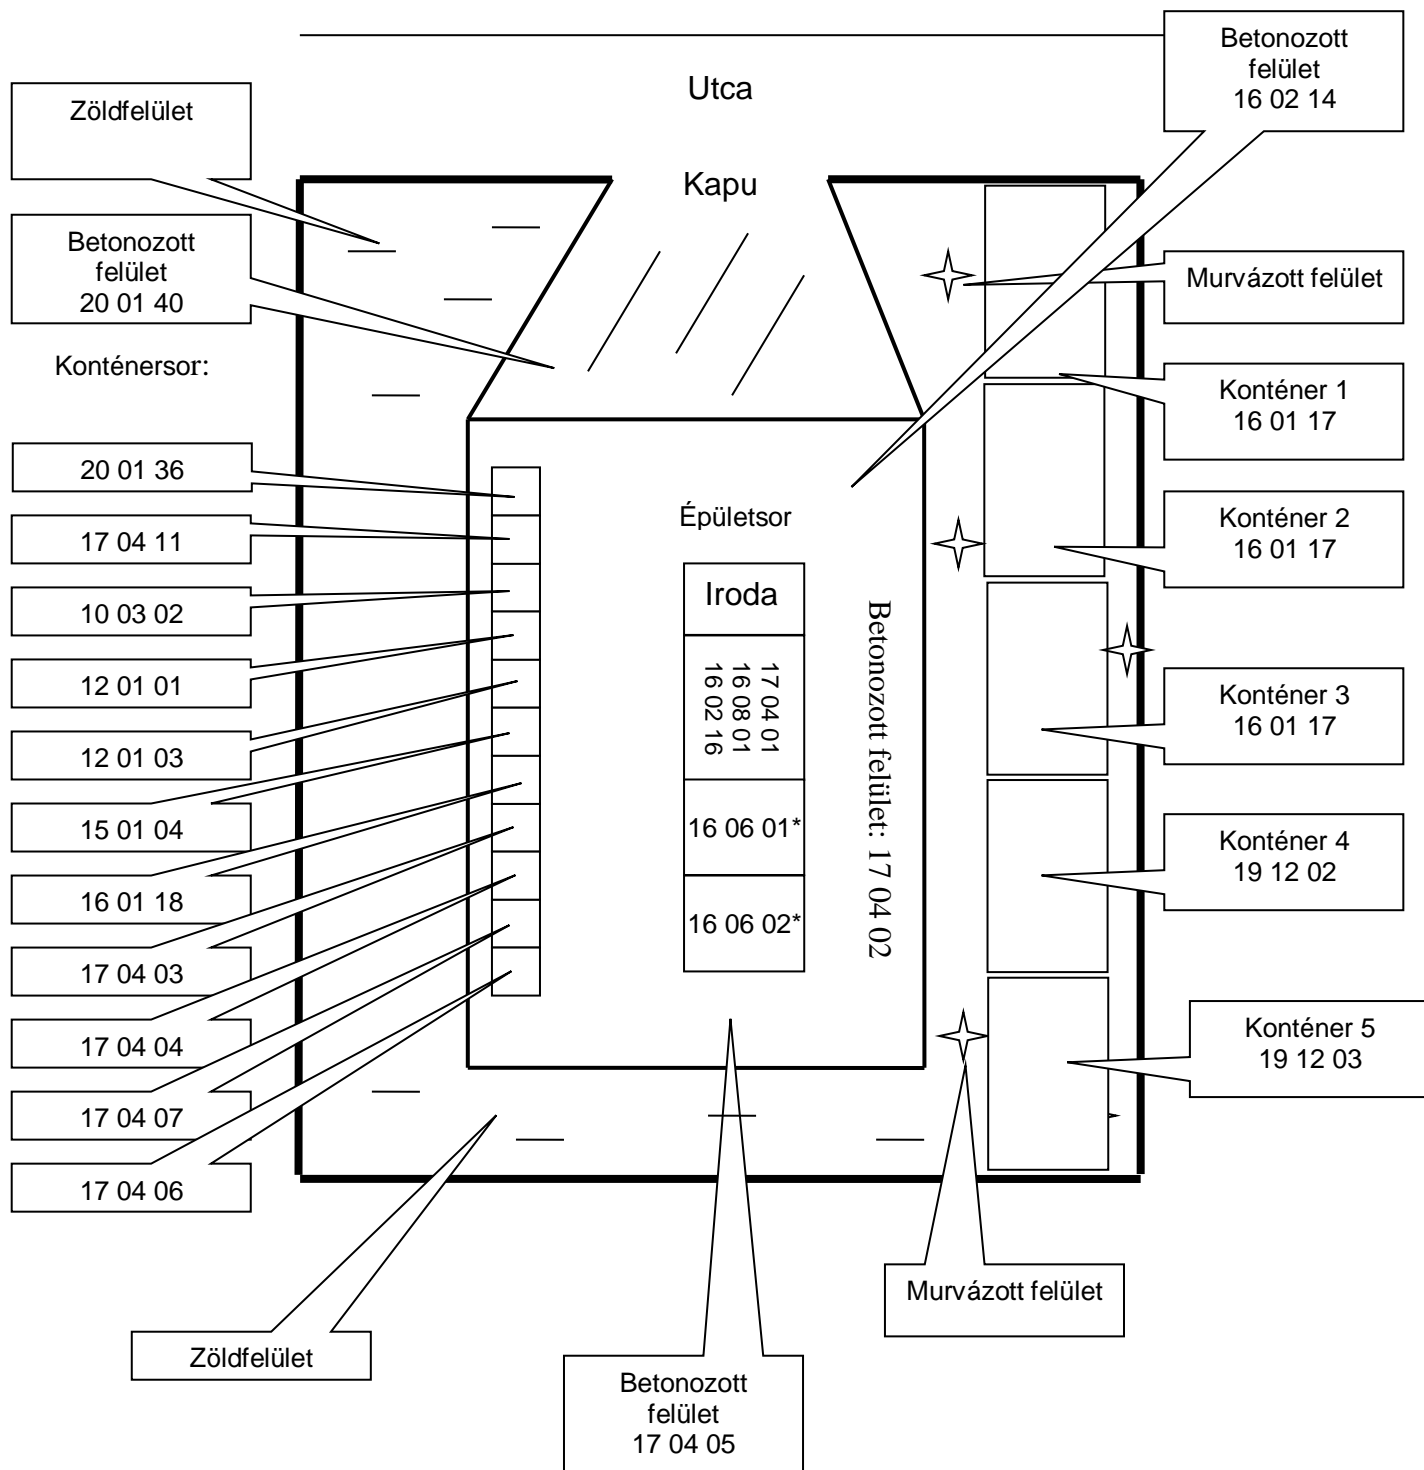 Utca
Betonozott
felület
16 02 14
Zöldfelület
Kapu
Betonozott
felület
20 01 40
Murvázott felület
Konténersor:
Konténer 1
16 01 17
20 01 36
17 04 11
10 03 02
12 01 01
12 01 03
15 01 04
16 01 18
17 04 03
17 04 04
17 04 07
17 04 06
Épületsor
Iroda
17 04 01
16 08 01
16 02 16
16 06 01*
16 06 02*
Betonozott felület: 17 04 02
Konténer 2
16 01 17
Konténer 3
16 01 17
Konténer 4
19 12 02
Konténer 5
19 12 03
Murvázott felület
Zöldfelület
Betonozott
felület
17 04 05